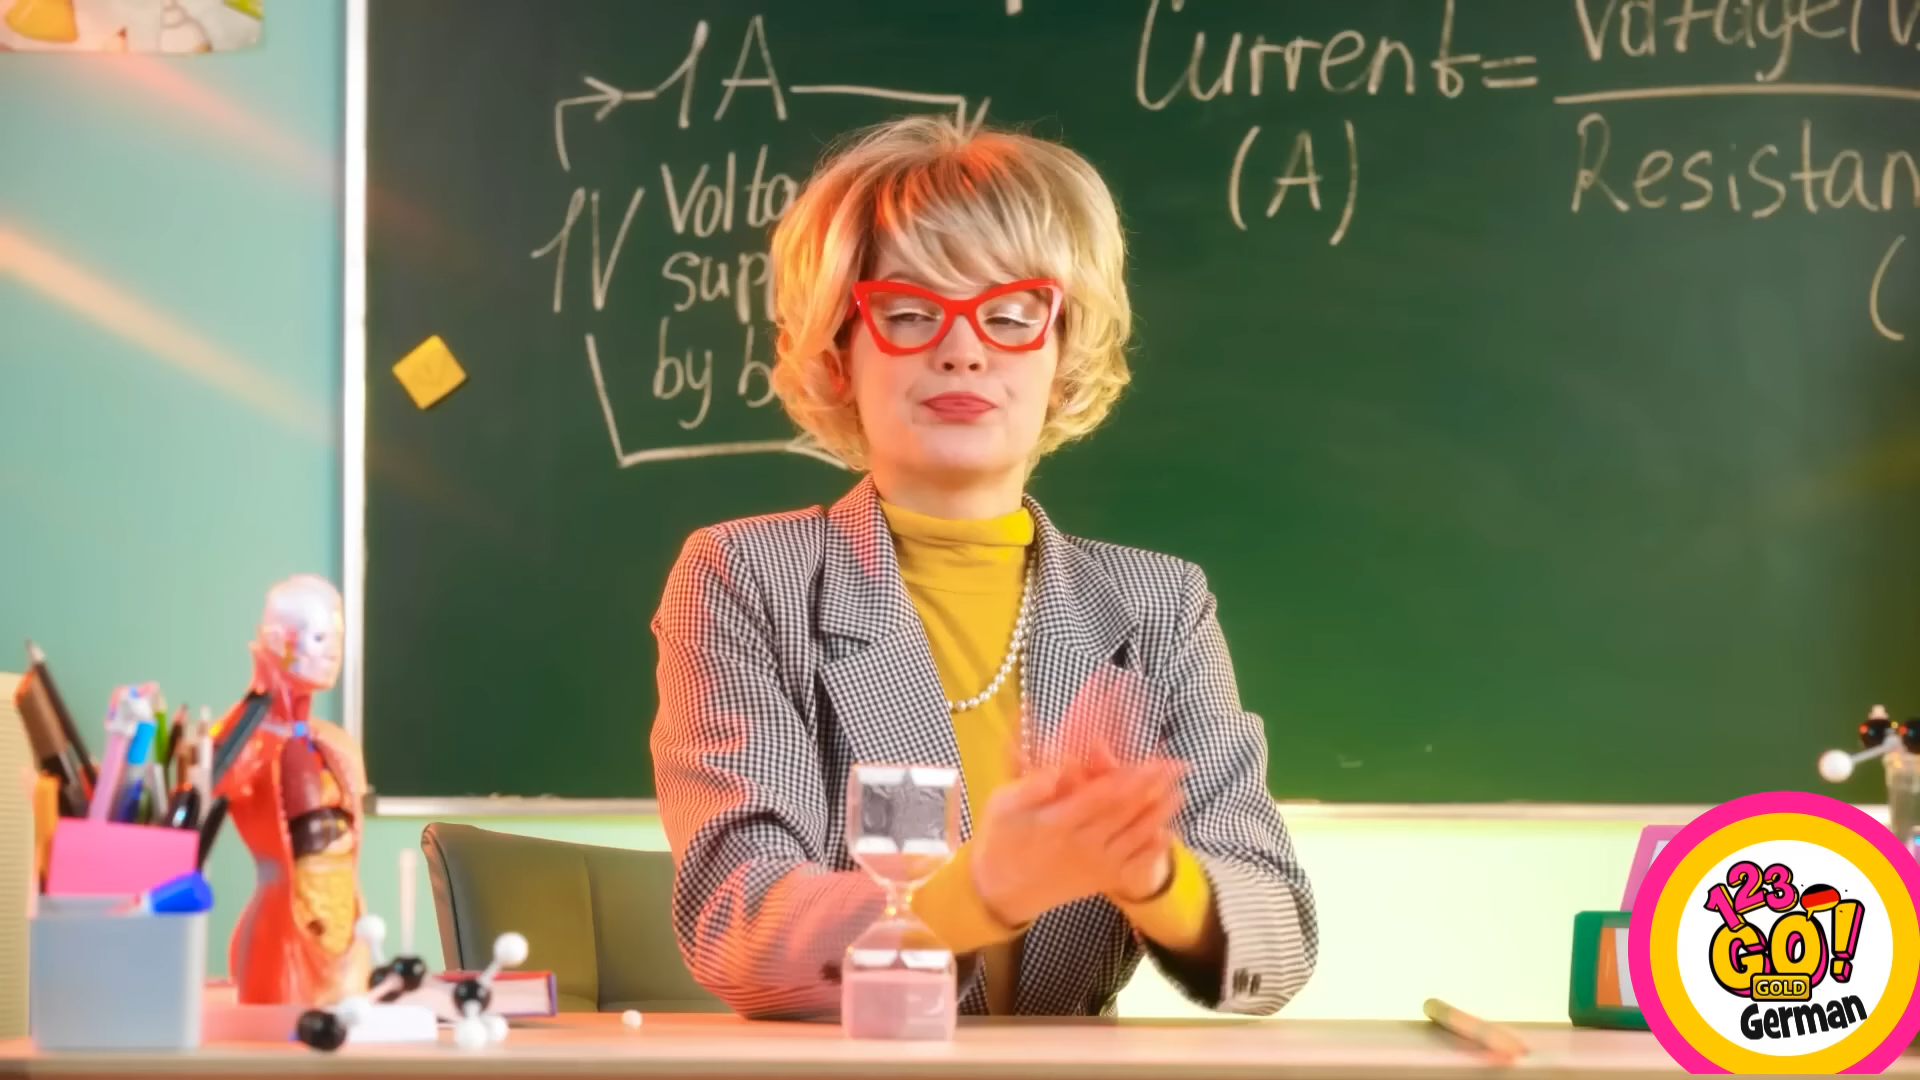 1A
Current =
(A)
Resistan
1V
Volta
sup
by b
(
123
GO!
GOLD
German